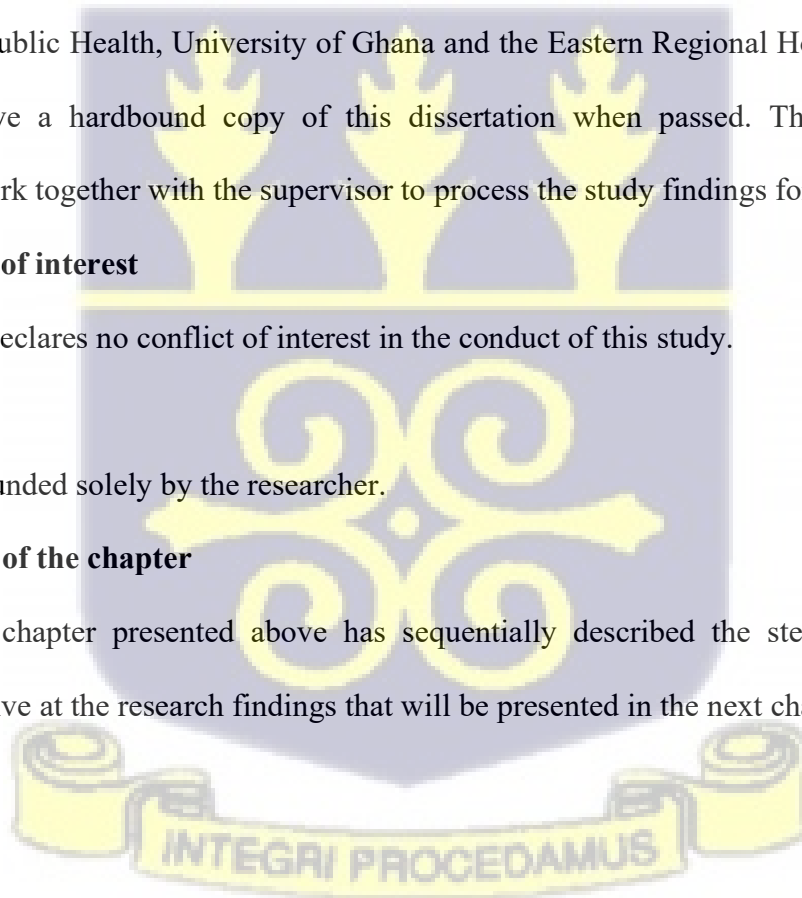 ublic Health, University of Ghana and the Eastern Regional Ho
ve a hardbound copy of this dissertation when passed. Th
rk together with the supervisor to process the study findings fo
of interest
eclares no conflict of interest in the conduct of this study.
unded solely by the researcher.
of the chapter
chapter presented above has sequentially described the ste
ive at the research findings that will be presented in the next cha
INTEGRI PROCEDAMUS